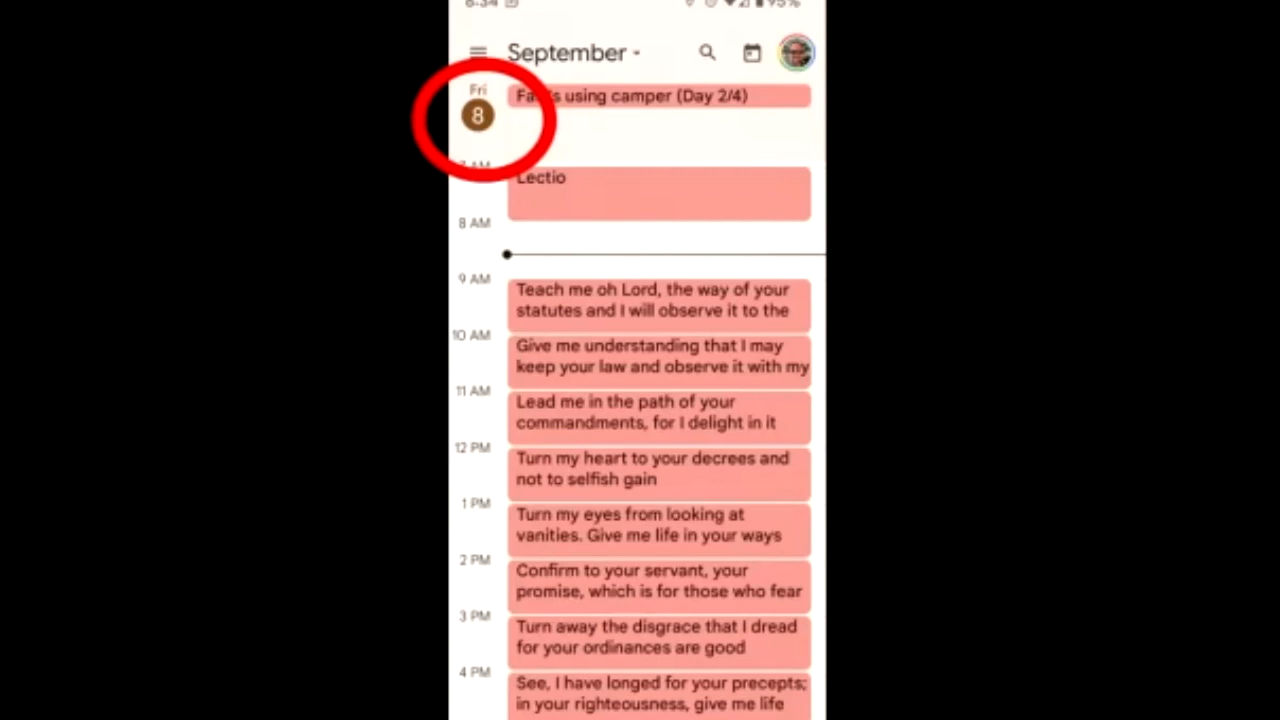 September
Fri
8
using camper (Day 2/4)
Lectio
8 AM
9 AM
Teach me oh Lord, the way of your
statutes and I will observe it to the
10 AM
Give me understanding that I may
keep your law and observe it with my
11 AM
Lead me in the path of your
commandments, for I delight in it
12 PM
Turn my heart to your decrees and
not to selfish gain
1 PM
Turn my eyes from looking at
vanities. Give me life in your ways
2 PM
Confirm to your servant, your
promise, which is for those who fear
3 PM
Turn away the disgrace that I dread
for your ordinances are good
4 PM
See, I have longed for your precepts;
in your righteousness, give me life